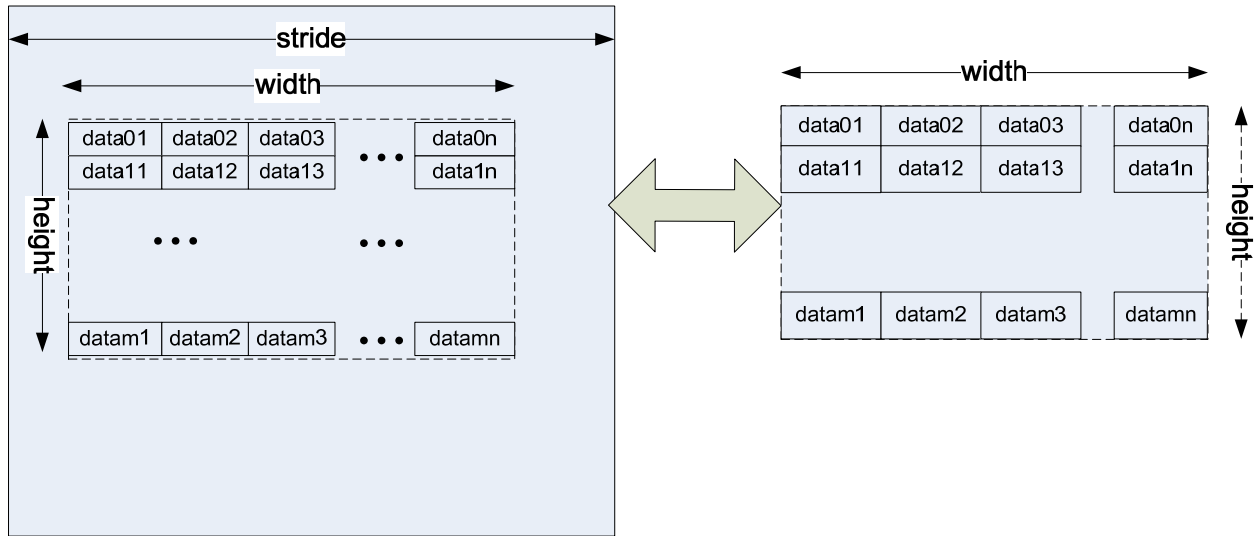 stride
width
data01 data02 data03 ... data0n
data11 data12 data13 data1n
height
... ...
datam1 datam2 datam3 ... datamn
width
data01 data02 data03 data0n
data11 data12 data13 data1n
height
datam1 datam2 datam3 datamn